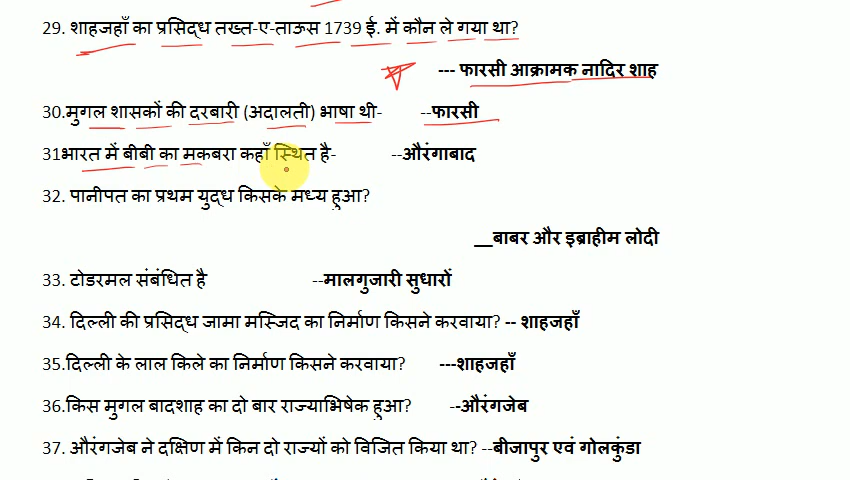 29. शाहजहाँ का प्रसिद्ध तख्त-ए-ताऊस 1739 ई. में कौन ले गया था?
--- फारसी आक्रामक नादिर शाह
30.मुगल शासकों की दरबारी (अदालती) भाषा थी- --फारसी
31भारत में बीबी का मकबरा कहाँ स्थित है- --औरंगाबाद
32. पानीपत का प्रथम युद्ध किसके मध्य हुआ?
__बाबर और इब्राहीम लोदी
33. टोडरमल संबंधित है --मालगुजारी सुधारों
34. दिल्ली की प्रसिद्ध जामा मस्जिद का निर्माण किसने करवाया? -- शाहजहाँ
35.दिल्ली के लाल किले का निर्माण किसने करवाया? ---शाहजहाँ
36.किस मुगल बादशाह का दो बार राज्याभिषेक हुआ? --औरंगजेब
37. औरंगजेब ने दक्षिण में किन दो राज्यों को विजित किया था? --बीजापुर एवं गोलकुंडा